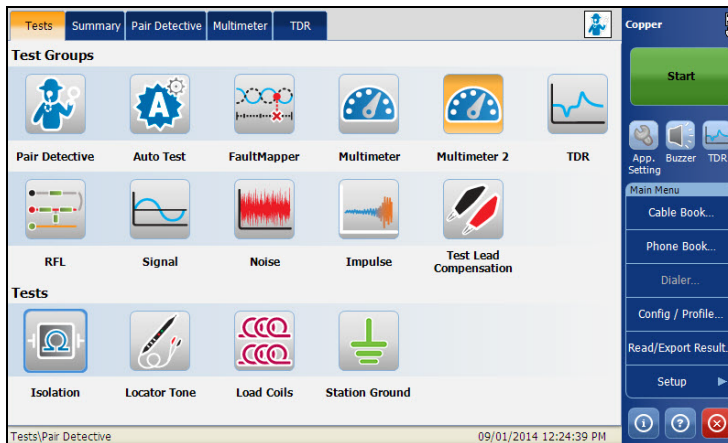 Tests Summary Pair Detective Multimeter TDR
Test Groups
Pair Detective Auto Test FaultMapper Multimeter Multimeter 2 TDR
RFL Signal Noise Impulse Test Lead
Compensation
Tests
Isolation Locator Tone Load Coils Station Ground
Tests\Pair Detective 09/01/2014 12:24:39 PM
Copper
Start
App. Buzzer TDR
Setting
Main Menu
Cable Book...
Phone Book...
Dialer...
Config / Profile...
Read/Export Result.
Setup